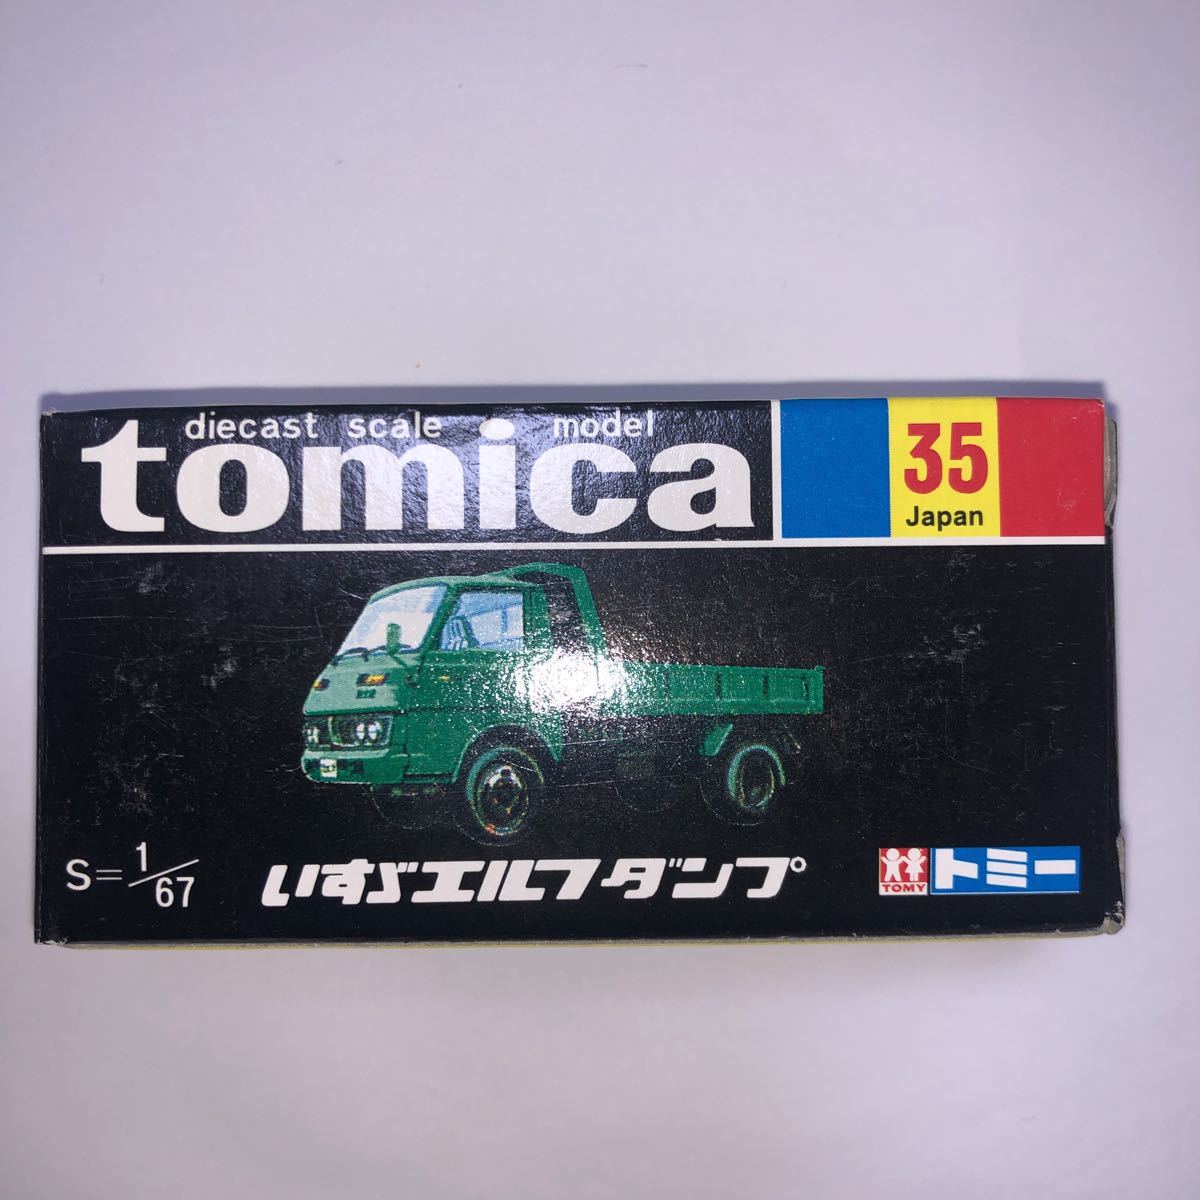 diecast scale model
tomica
35
Japan
S=1/67
いすゞエルフダンプ
TOMY
トミー